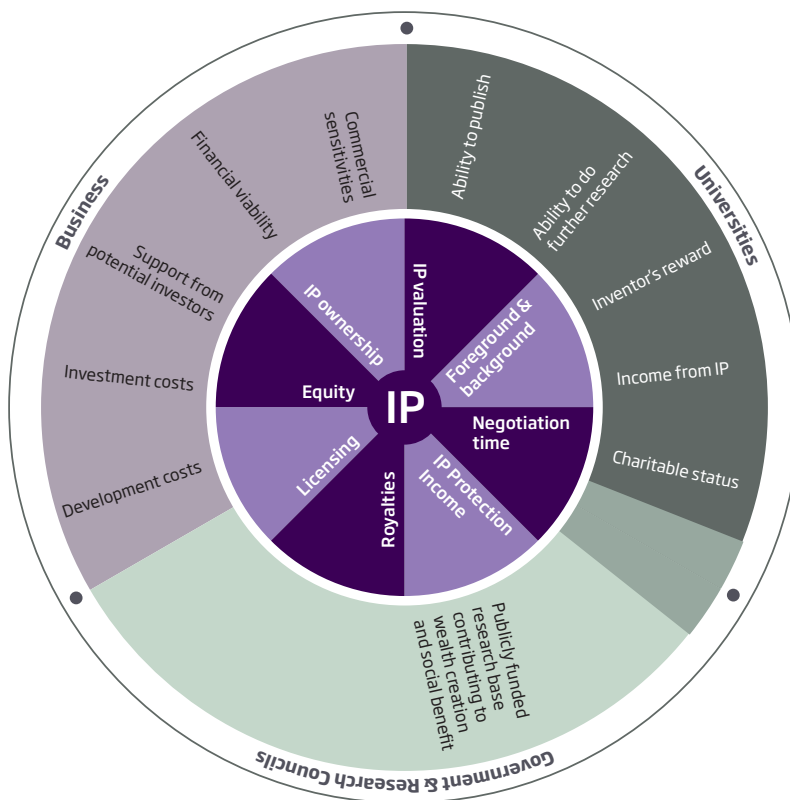 Business
Commercial
sensitivities
Financial viability
Support from
potential investors
Investment costs
Development costs
Universities
Ability to publish
Ability to do
further research
Inventor's reward
Income from IP
Charitable status
Government & Research Councils
Publicly funded
research base
contributing to
wealth creation
and social benefit
IP
IP valuation
Foreground &
background
Negotiation
time
IP Protection
Income
Royalties
Licensing
Equity
IP ownership